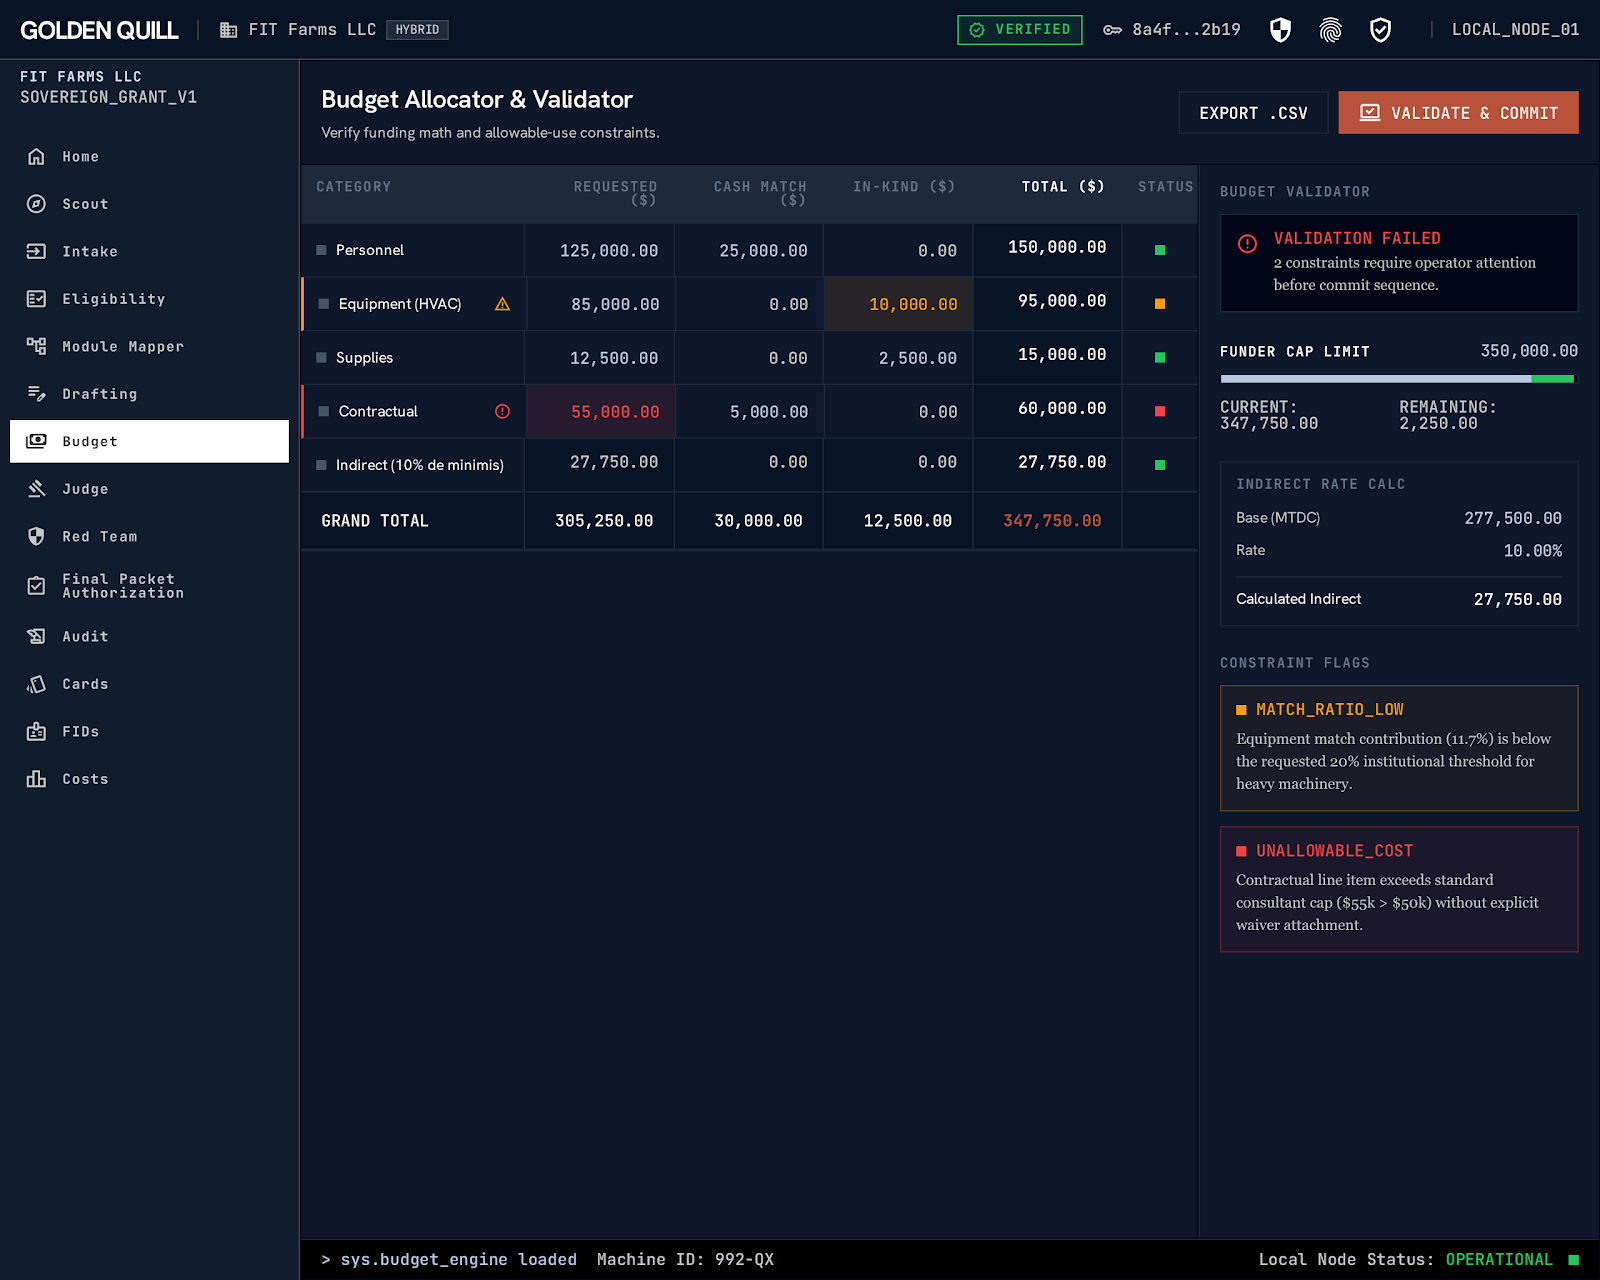 GOLDEN QUILL
FIT Farms LLC
HYBRID
VERIFIED
8a4f...2b19
LOCAL_NODE_01
FIT FARMS LLC
SOVEREIGN_GRANT_V1
Home
Scout
Intake
Eligibility
Module Mapper
Drafting
Budget
Judge
Red Team
Final Packet
Authorization
Audit
Cards
FIDs
Costs
Budget Allocator & Validator
Verify funding math and allowable-use constraints.
EXPORT .CSV
VALIDATE & COMMIT
CATEGORY REQUESTED ($) CASH MATCH ($) IN-KIND ($) TOTAL ($) STATUS
Personnel 125,000.00 25,000.00 0.00 150,000.00
Equipment (HVAC) 85,000.00 0.00 10,000.00 95,000.00
Supplies 12,500.00 0.00 2,500.00 15,000.00
Contractual 55,000.00 5,000.00 0.00 60,000.00
Indirect (10% de minimis) 27,750.00 0.00 0.00 27,750.00
GRAND TOTAL 305,250.00 30,000.00 12,500.00 347,750.00
BUDGET VALIDATOR
VALIDATION FAILED
2 constraints require operator attention
before commit sequence.
FUNDER CAP LIMIT 350,000.00
CURRENT: REMAINING:
347,750.00 2,250.00
INDIRECT RATE CALC
Base (MTDC) 277,500.00
Rate 10.00%
Calculated Indirect 27,750.00
CONSTRAINT FLAGS
MATCH_RATIO_LOW
Equipment match contribution (11.7%) is below
the requested 20% institutional threshold for
heavy machinery.
UNALLOWABLE_COST
Contractual line item exceeds standard
consultant cap ($55k > $50k) without explicit
waiver attachment.
> sys.budget_engine loaded Machine ID: 992-QX
Local Node Status: OPERATIONAL